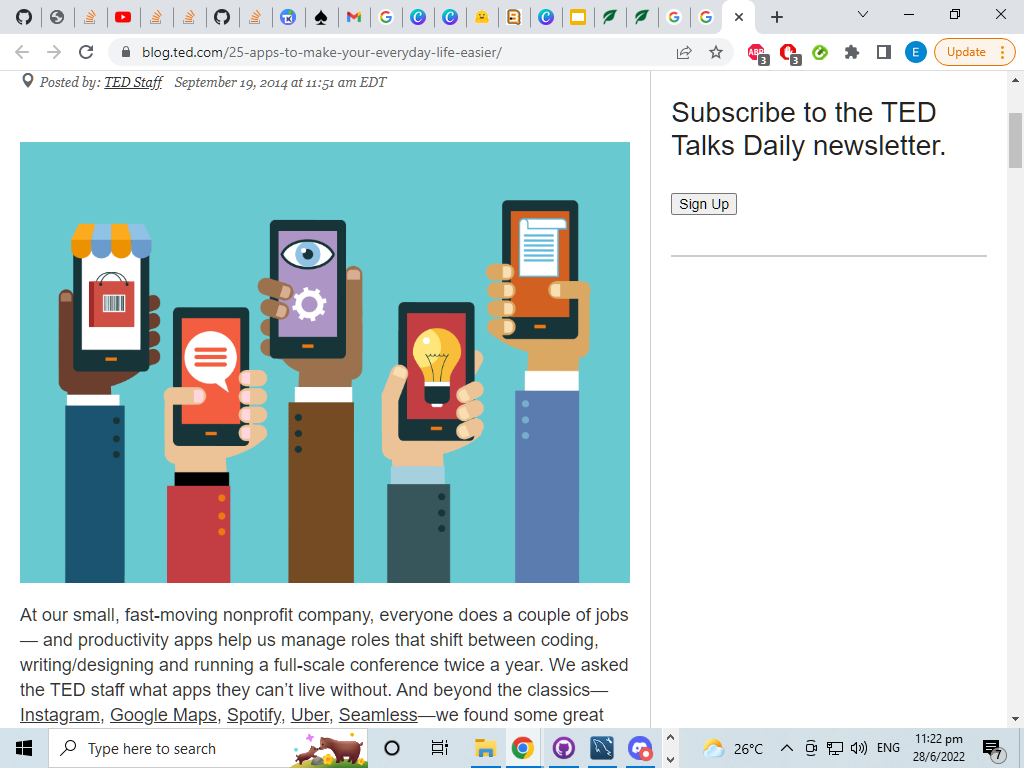 blog.ted.com/25-apps-to-make-your-everyday-life-easier/
ABP
3
3
E
Update
Posted by: TED Staff September 19, 2014 at 11:51 am EDT
Subscribe to the TED
Talks Daily newsletter.
Sign Up
At our small, fast-moving nonprofit company, everyone does a couple of jobs
— and productivity apps help us manage roles that shift between coding,
writing/designing and running a full-scale conference twice a year. We asked
the TED staff what apps they can’t live without. And beyond the classics—
Instagram, Google Maps, Spotify, Uber, Seamless—we found some great
Type here to search
26°C
ENG
11:22 pm
28/6/2022
7